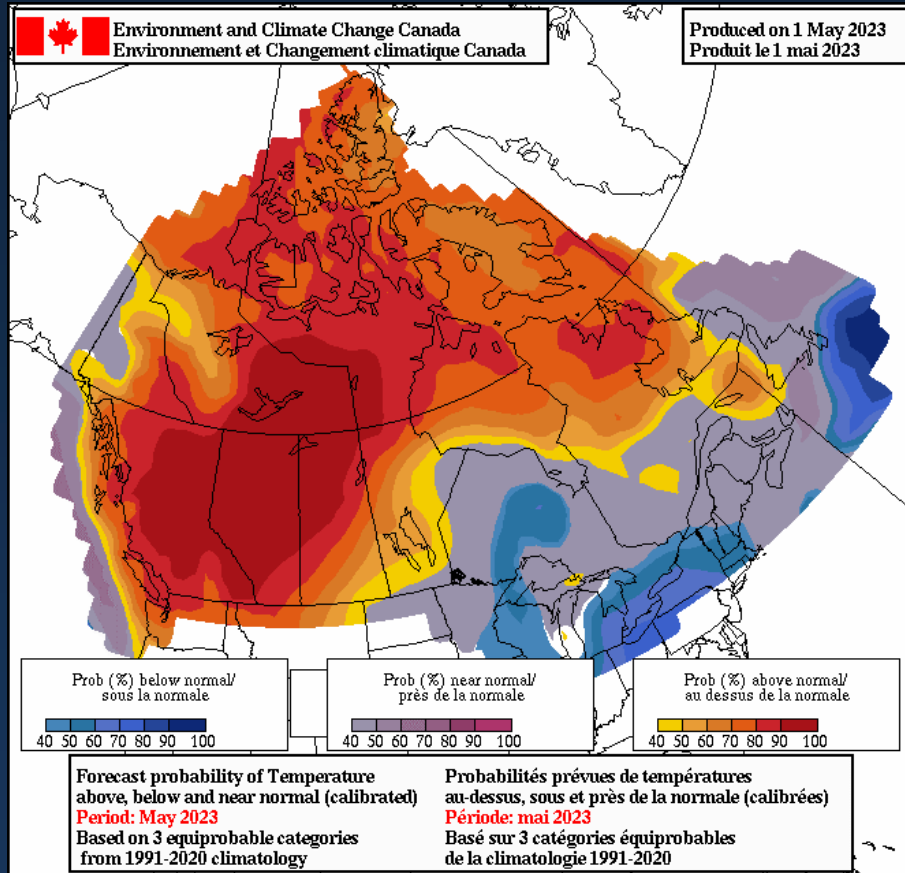 Environment and Climate Change Canada
Environnement et Changement climatique Canada
Produced on 1 May 2023
Produit le 1 mai 2023
Prob (%) below normal/
sous la normale
40 50 60 70 80 90 100
Prob (%) near normal/
près de la normale
40 50 60 70 80 90 100
Prob (%) above normal/
au dessus de la normale
40 50 60 70 80 90 100
Forecast probability of Temperature
above, below and near normal (calibrated)
Period: May 2023
Based on 3 equiprobable categories
from 1991-2020 climatology
Probabilités prévues de températures
au-dessus, sous et près de la normale (calibrées)
Période: mai 2023
Basé sur 3 catégories équiprobables
de la climatologie 1991-2020